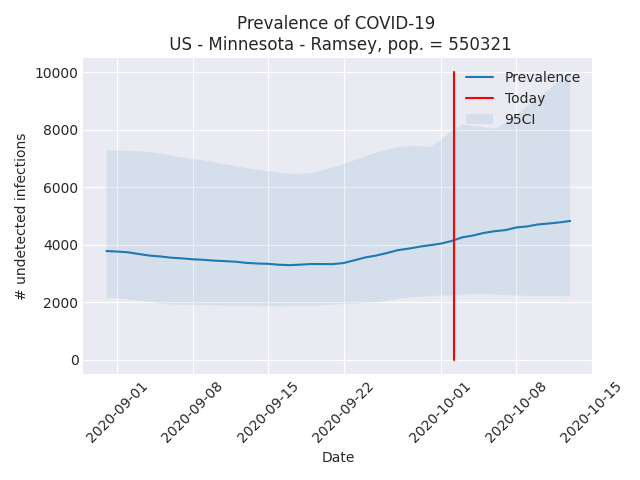 Prevalence of COVID-19
US - Minnesota - Ramsey, pop. = 550321
# undetected infections
10000
8000
6000
4000
2000
0
Prevalence
Today
95CI
2020-09-01
2020-09-08
2020-09-15
2020-09-22
2020-10-01
2020-10-08
2020-10-15
Date